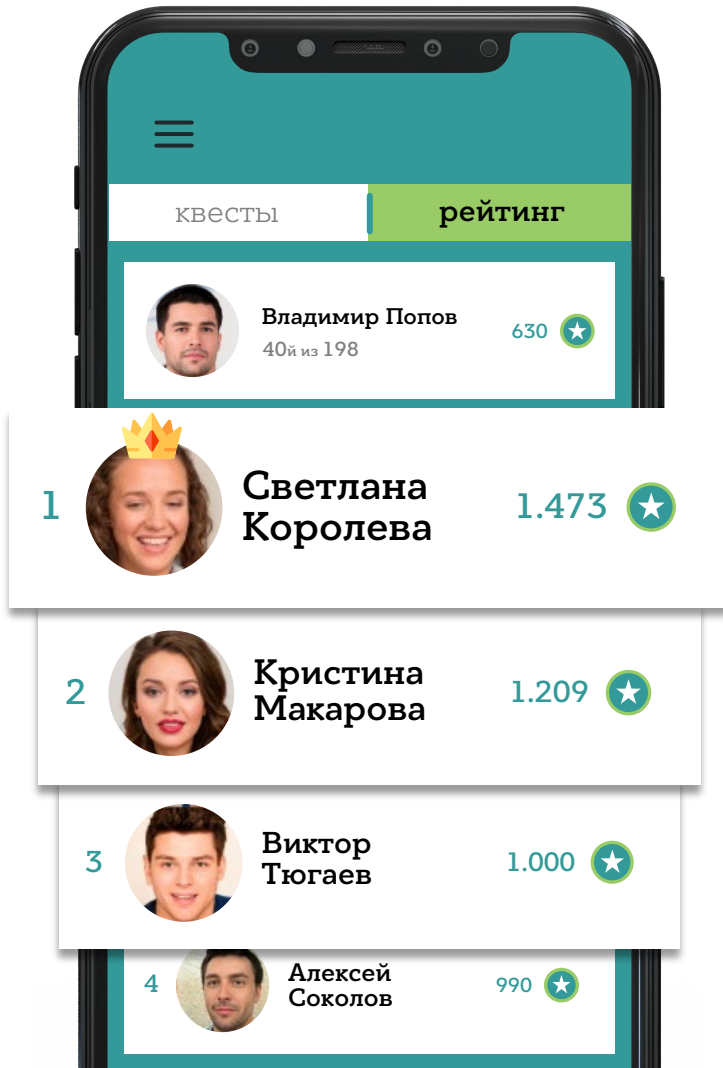 квесты
рейтинг
Владимир Попов
630
40й из 198
1
Светлана
Королева
1.473
2
Кристина
Макарова
1.209
3
Виктор
Тюгаев
1.000
4
Алексей
Соколов
990